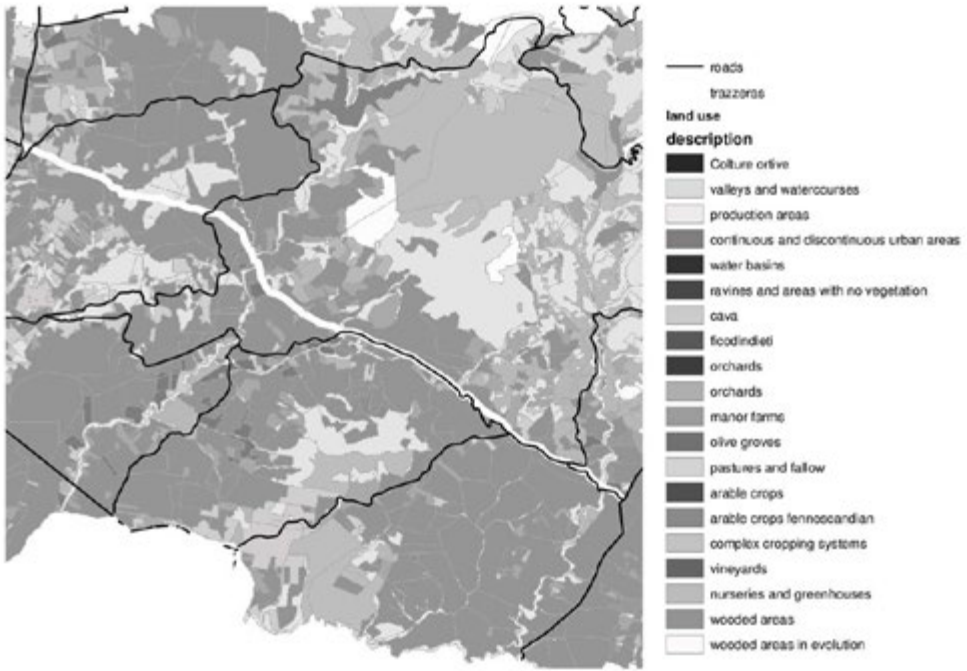 roads
trazzeras
land use
description
Colture ortive
valleys and watercourses
production areas
continuous and discontinuous urban areas
water basins
ravines and areas with no vegetation
cava
ficodindieti
orchards
orchards
manor farms
olive groves
pastures and fallow
arable crops
arable crops fennoscandian
complex cropping systems
vineyards
nurseries and greenhouses
wooded areas
wooded areas in evolution